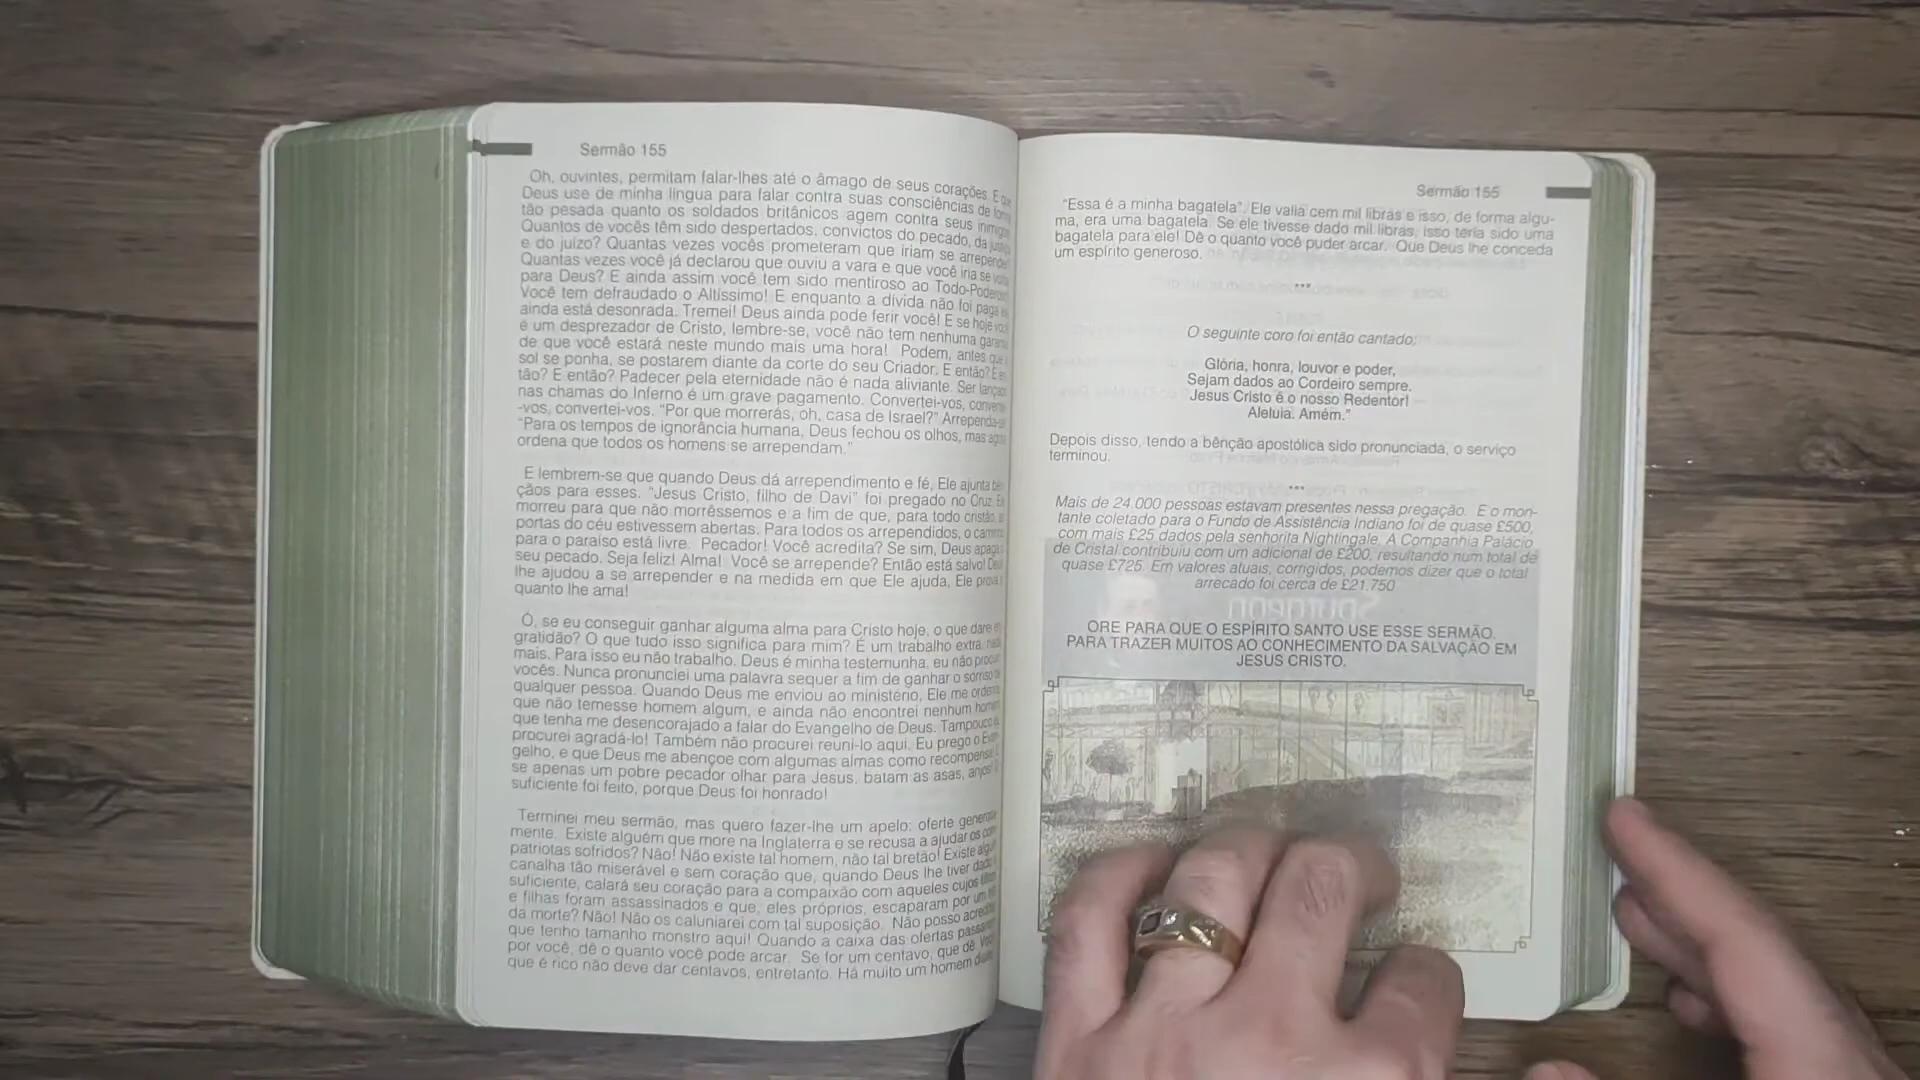 Sermão 155
Oh, ouvintes, permitam falar-lhes até o âmago de seus corações. E que
Deus use de minha língua para falar contra suas consciências de forma
tão pesada quanto os soldados britânicos agem contra seus inimigos
Quantos de vocês têm sido despertados, convictos do pecado, da justiça
e do juízo? Quantas vezes vocês prometeram que iriam se arrepender
Quantas vezes você já declarou que ouviu a vara e que você iria se
para Deus? E ainda assim você tem sido mentiroso ao Todo-Poderoso
Você tem defraudado o Altíssimo! E enquanto a dívida não foi paga
ainda está desonrada. Tremei! Deus ainda pode ferir você! E se hoje você
é um desprezador de Cristo, lembre-se, você não tem nenhuma
de que você estará neste mundo mais uma hora! Podem, antes que
sol se ponha, se postarem diante da corte do seu Criador. E então? E en-
tão? E então? Padecer pela eternidade não é nada aliviante. Ser lançado
nas chamas do Inferno é um grave pagamento. Convertei-vos,
-vos, convertei-vos. "Por que morrerás, oh, casa de Israel?"
"Para os tempos de ignorância humana, Deus fechou os olhos, mas agora
ordena que todos os homens se arrependam."
E lembrem-se que quando Deus dá arrependimento e fé, Ele ajunta bên-
çãos para esses. "Jesus Cristo, filho de Davi" foi pregado no Cruz. Ele
morreu para que não morrêssemos e a fim de que, para todo cristão, as
portas do céu estivessem abertas. Para todos os arrependidos, o caminho
para o paraíso está livre. Pecador! Você acredita? Se sim, Deus
seu pecado. Seja feliz! Alma! Você se arrepende? Então está salvo! Deus
lhe ajudou a se arrepender e na medida em que Ele ajuda, Ele prova
quanto lhe ama!
Ó, se eu conseguir ganhar alguma alma para Cristo hoje, o que darei em
gratidão? O que tudo isso significa para mim? É um trabalho extra, nada
mais. Para isso eu não trabalho. Deus é minha testemunha, eu não procuro
vocês. Nunca pronunciei uma palavra sequer a fim de ganhar o sorriso de
qualquer pessoa. Quando Deus me enviou ao ministério, Ele me ordenou
que não temesse homem algum, e ainda não encontrei nenhum homem
que tenha me desencorajado a falar do Evangelho de Deus. Tampouco
procurei agradá-lo! Também não procurei reuni-lo aqui. Eu prego o Evan-
gelho, e que Deus me abençoe com algumas almas como recompensa!
se apenas um pobre pecador olhar para Jesus, batam as asas, anjos!
suficiente foi feito, porque Deus foi honrado!
Terminei meu sermão, mas quero fazer-lhe um apelo: oferte generosa-
mente. Existe alguém que more na Inglaterra e se recusa a ajudar os com-
patriotas sofridos? Não! Não existe tal homem, não tal bretão! Existe algum
canalha tão miserável e sem coração que, quando Deus lhe tiver dado
suficiente, calará seu coração para a compaixão com aqueles cujos filhos
e filhas foram assassinados e que, eles próprios, escaparam por um
da morte? Não! Não os caluniarei com tal suposição. Não posso acreditar
que tenho tamanho monstro aqui! Quando a caixa das ofertas passarem
por você, dê o quanto você pode arcar. Se for um centavo, que dê. Você
que é rico não deve dar centavos, entretanto. Há muito um homem disse,
Sermão 155
"Essa é a minha bagatela". Ele valia cem mil libras e isso, de forma algu-
ma, era uma bagatela. Se ele tivesse dado mil libras, isso teria sido uma
bagatela para ele! Dê o quanto você puder arcar. Que Deus lhe conceda
um espírito generoso.
***
O seguinte coro foi então cantado:
Glória, honra, louvor e poder,
Sejam dados ao Cordeiro sempre.
Jesus Cristo é o nosso Redentor!
Aleluia. Amém."
Depois disso, tendo a bênção apostólica sido pronunciada, o serviço
terminou.
***
Mais de 24.000 pessoas estavam presentes nessa pregação. E o mon-
tante coletado para o Fundo de Assistência Indiano foi de quase £500,
com mais £25 dados pela senhorita Nightingale. A Companhia Palácio
de Cristal contribuiu com um adicional de £200, resultando num total de
quase £725. Em valores atuais, corrigidos, podemos dizer que o total
arrecado foi cerca de £21.750
ORE PARA QUE O ESPÍRITO SANTO USE ESSE SERMÃO.
PARA TRAZER MUITOS AO CONHECIMENTO DA SALVAÇÃO EM
JESUS CRISTO.